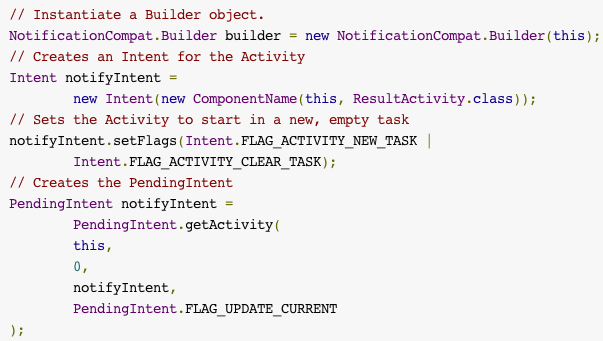 // Instantiate a Builder object.
NotificationCompat.Builder builder = new NotificationCompat.Builder(this);
// Creates an Intent for the Activity
Intent notifyIntent =
        new Intent(new ComponentName(this, ResultActivity.class));
// Sets the Activity to start in a new, empty task
notifyIntent.setFlags(Intent.FLAG_ACTIVITY_NEW_TASK |
        Intent.FLAG_ACTIVITY_CLEAR_TASK);
// Creates the PendingIntent
PendingIntent notifyIntent =
        PendingIntent.getActivity(
        this,
        0,
        notifyIntent,
        PendingIntent.FLAG_UPDATE_CURRENT
);